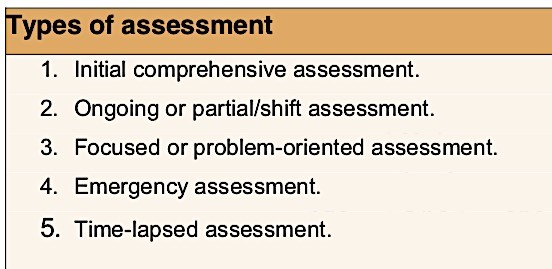 Types of assessment
1. Initial comprehensive assessment.
2. Ongoing or partial/shift assessment.
3. Focused or problem-oriented assessment.
4. Emergency assessment.
5. Time-lapsed assessment.